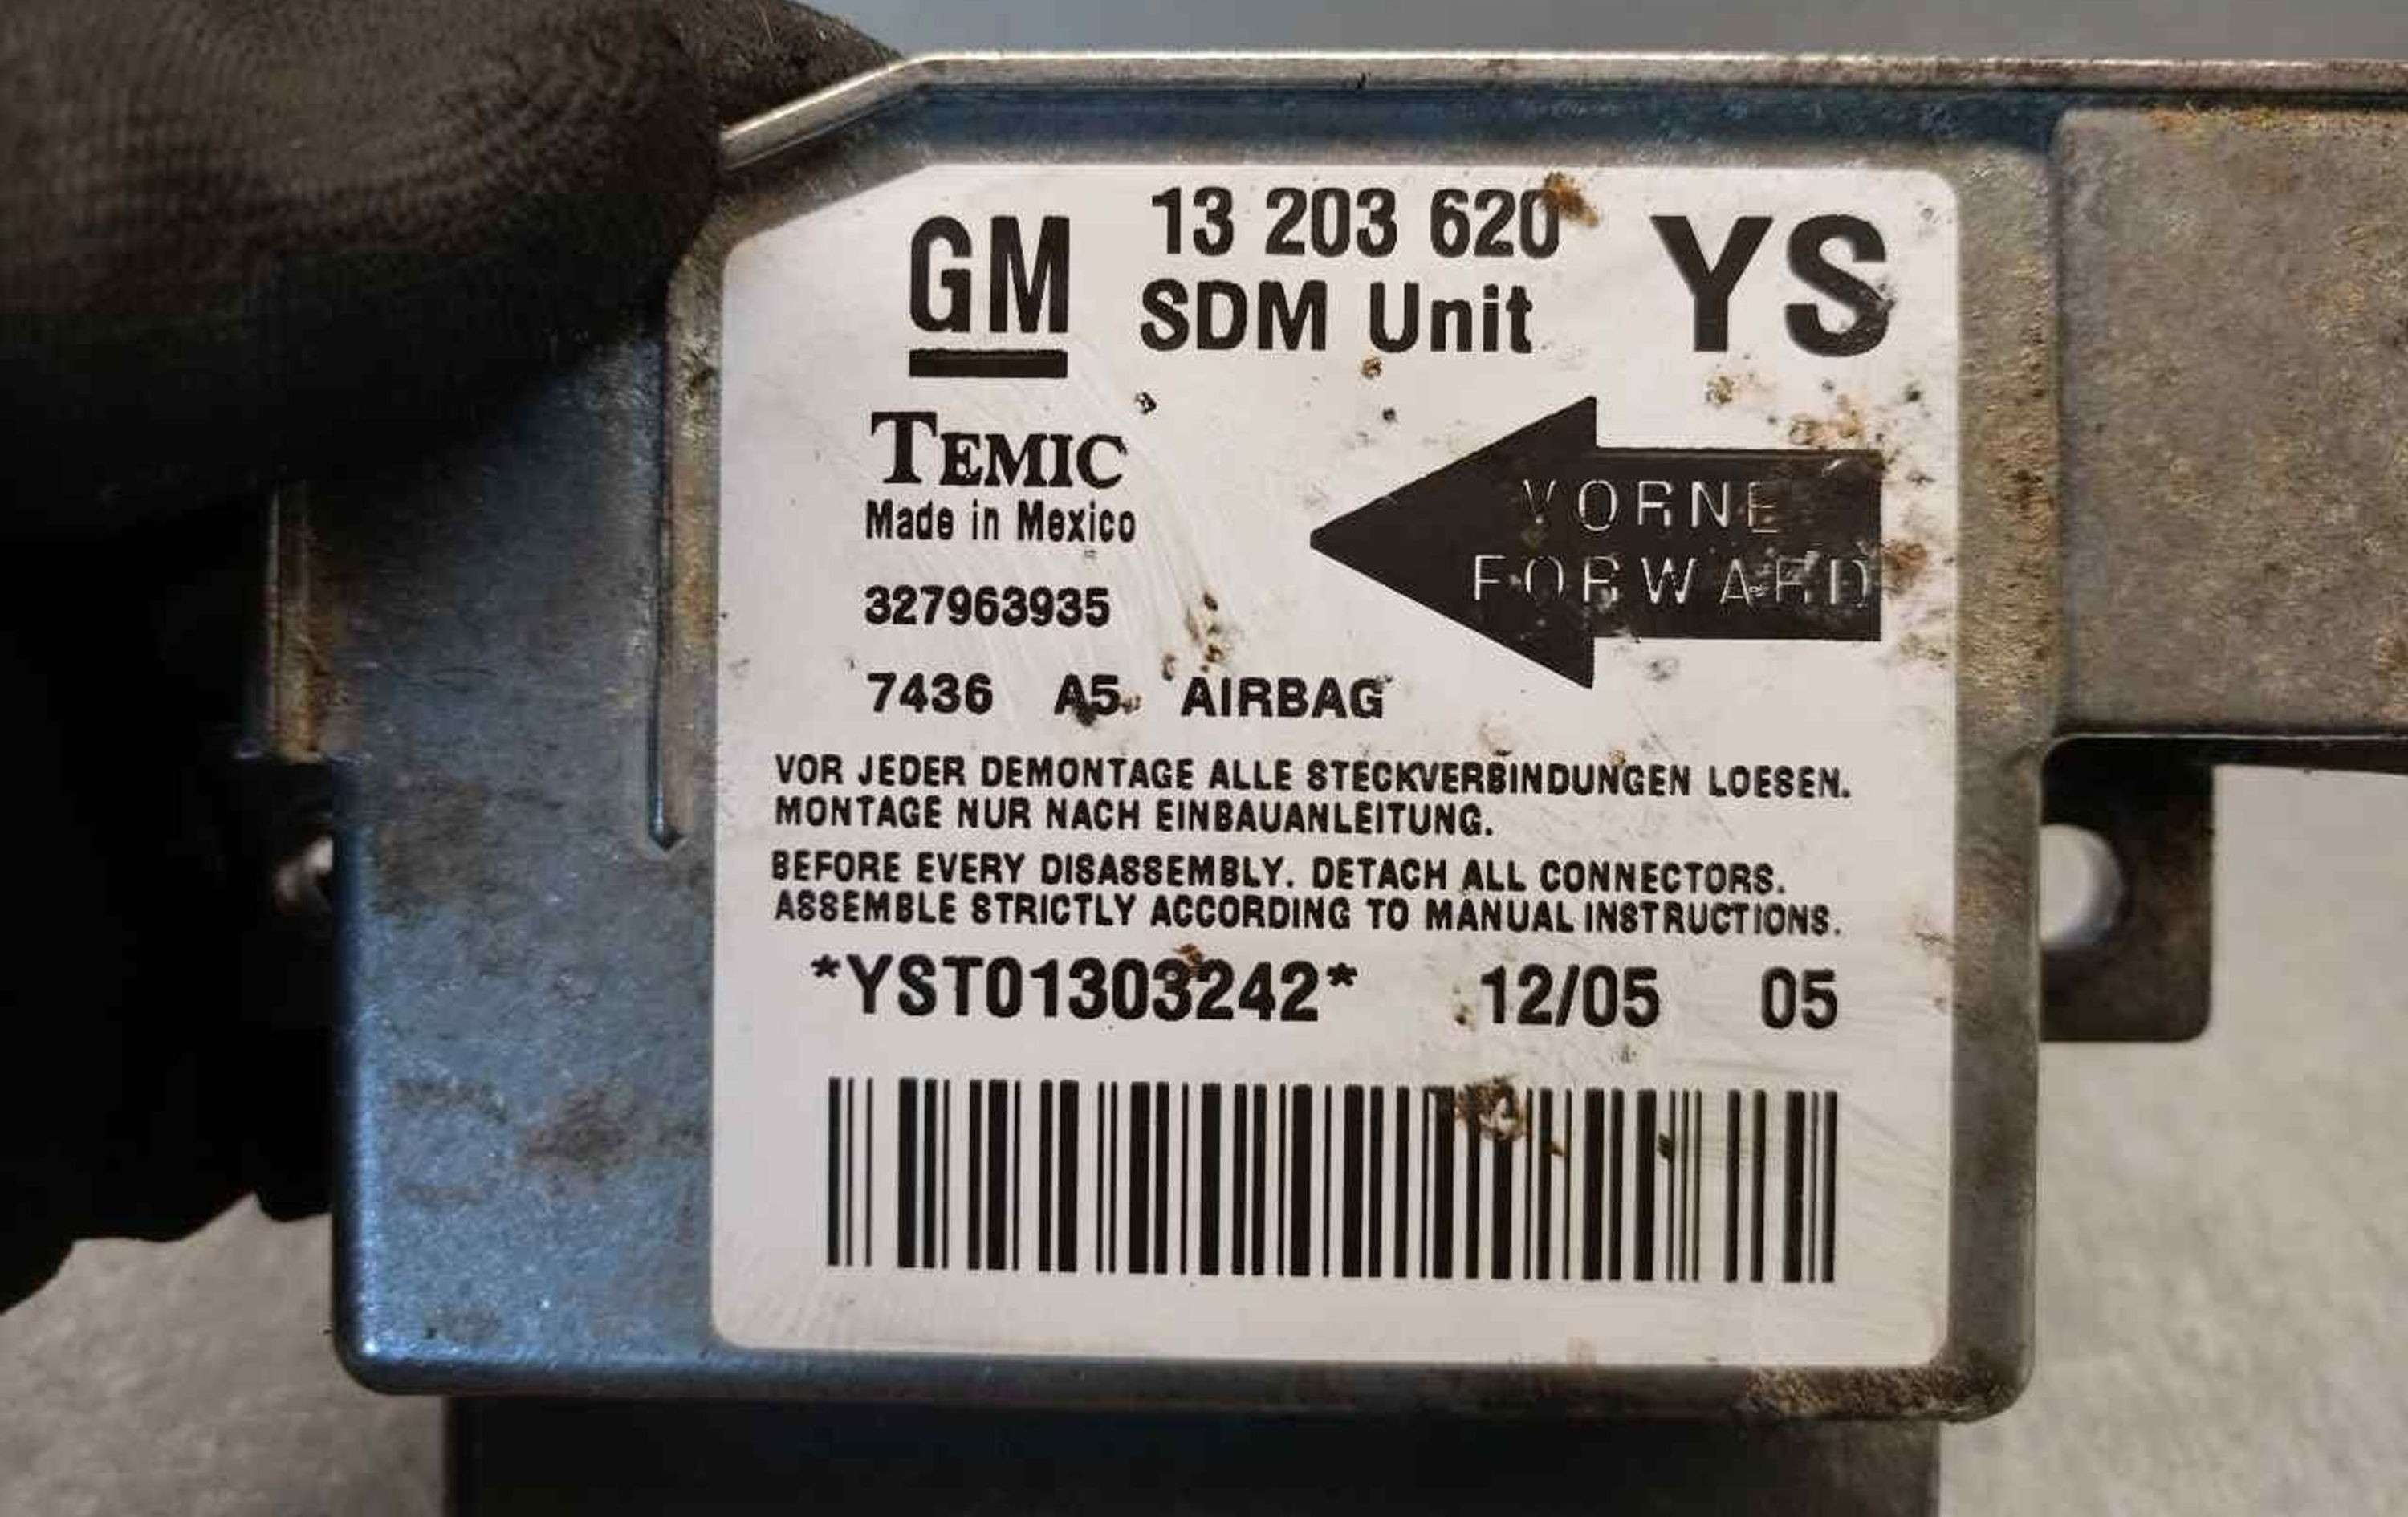 GM 13 203 620 YS
SDM Unit
TEMIC
Made in Mexico
VORNE
FORWARD
327963935
7436 A5 AIRBAG
VOR JEDER DEMONTAGE ALLE STECKVERBINDUNGEN LOESEN.
MONTAGE NUR NACH EINBAUANLEITUNG.
BEFORE EVERY DISASSEMBLY. DETACH ALL CONNECTORS.
ASSEMBLE STRICTLY ACCORDING TO MANUAL INSTRUCTIONS.
*YST01303242* 12/05 05